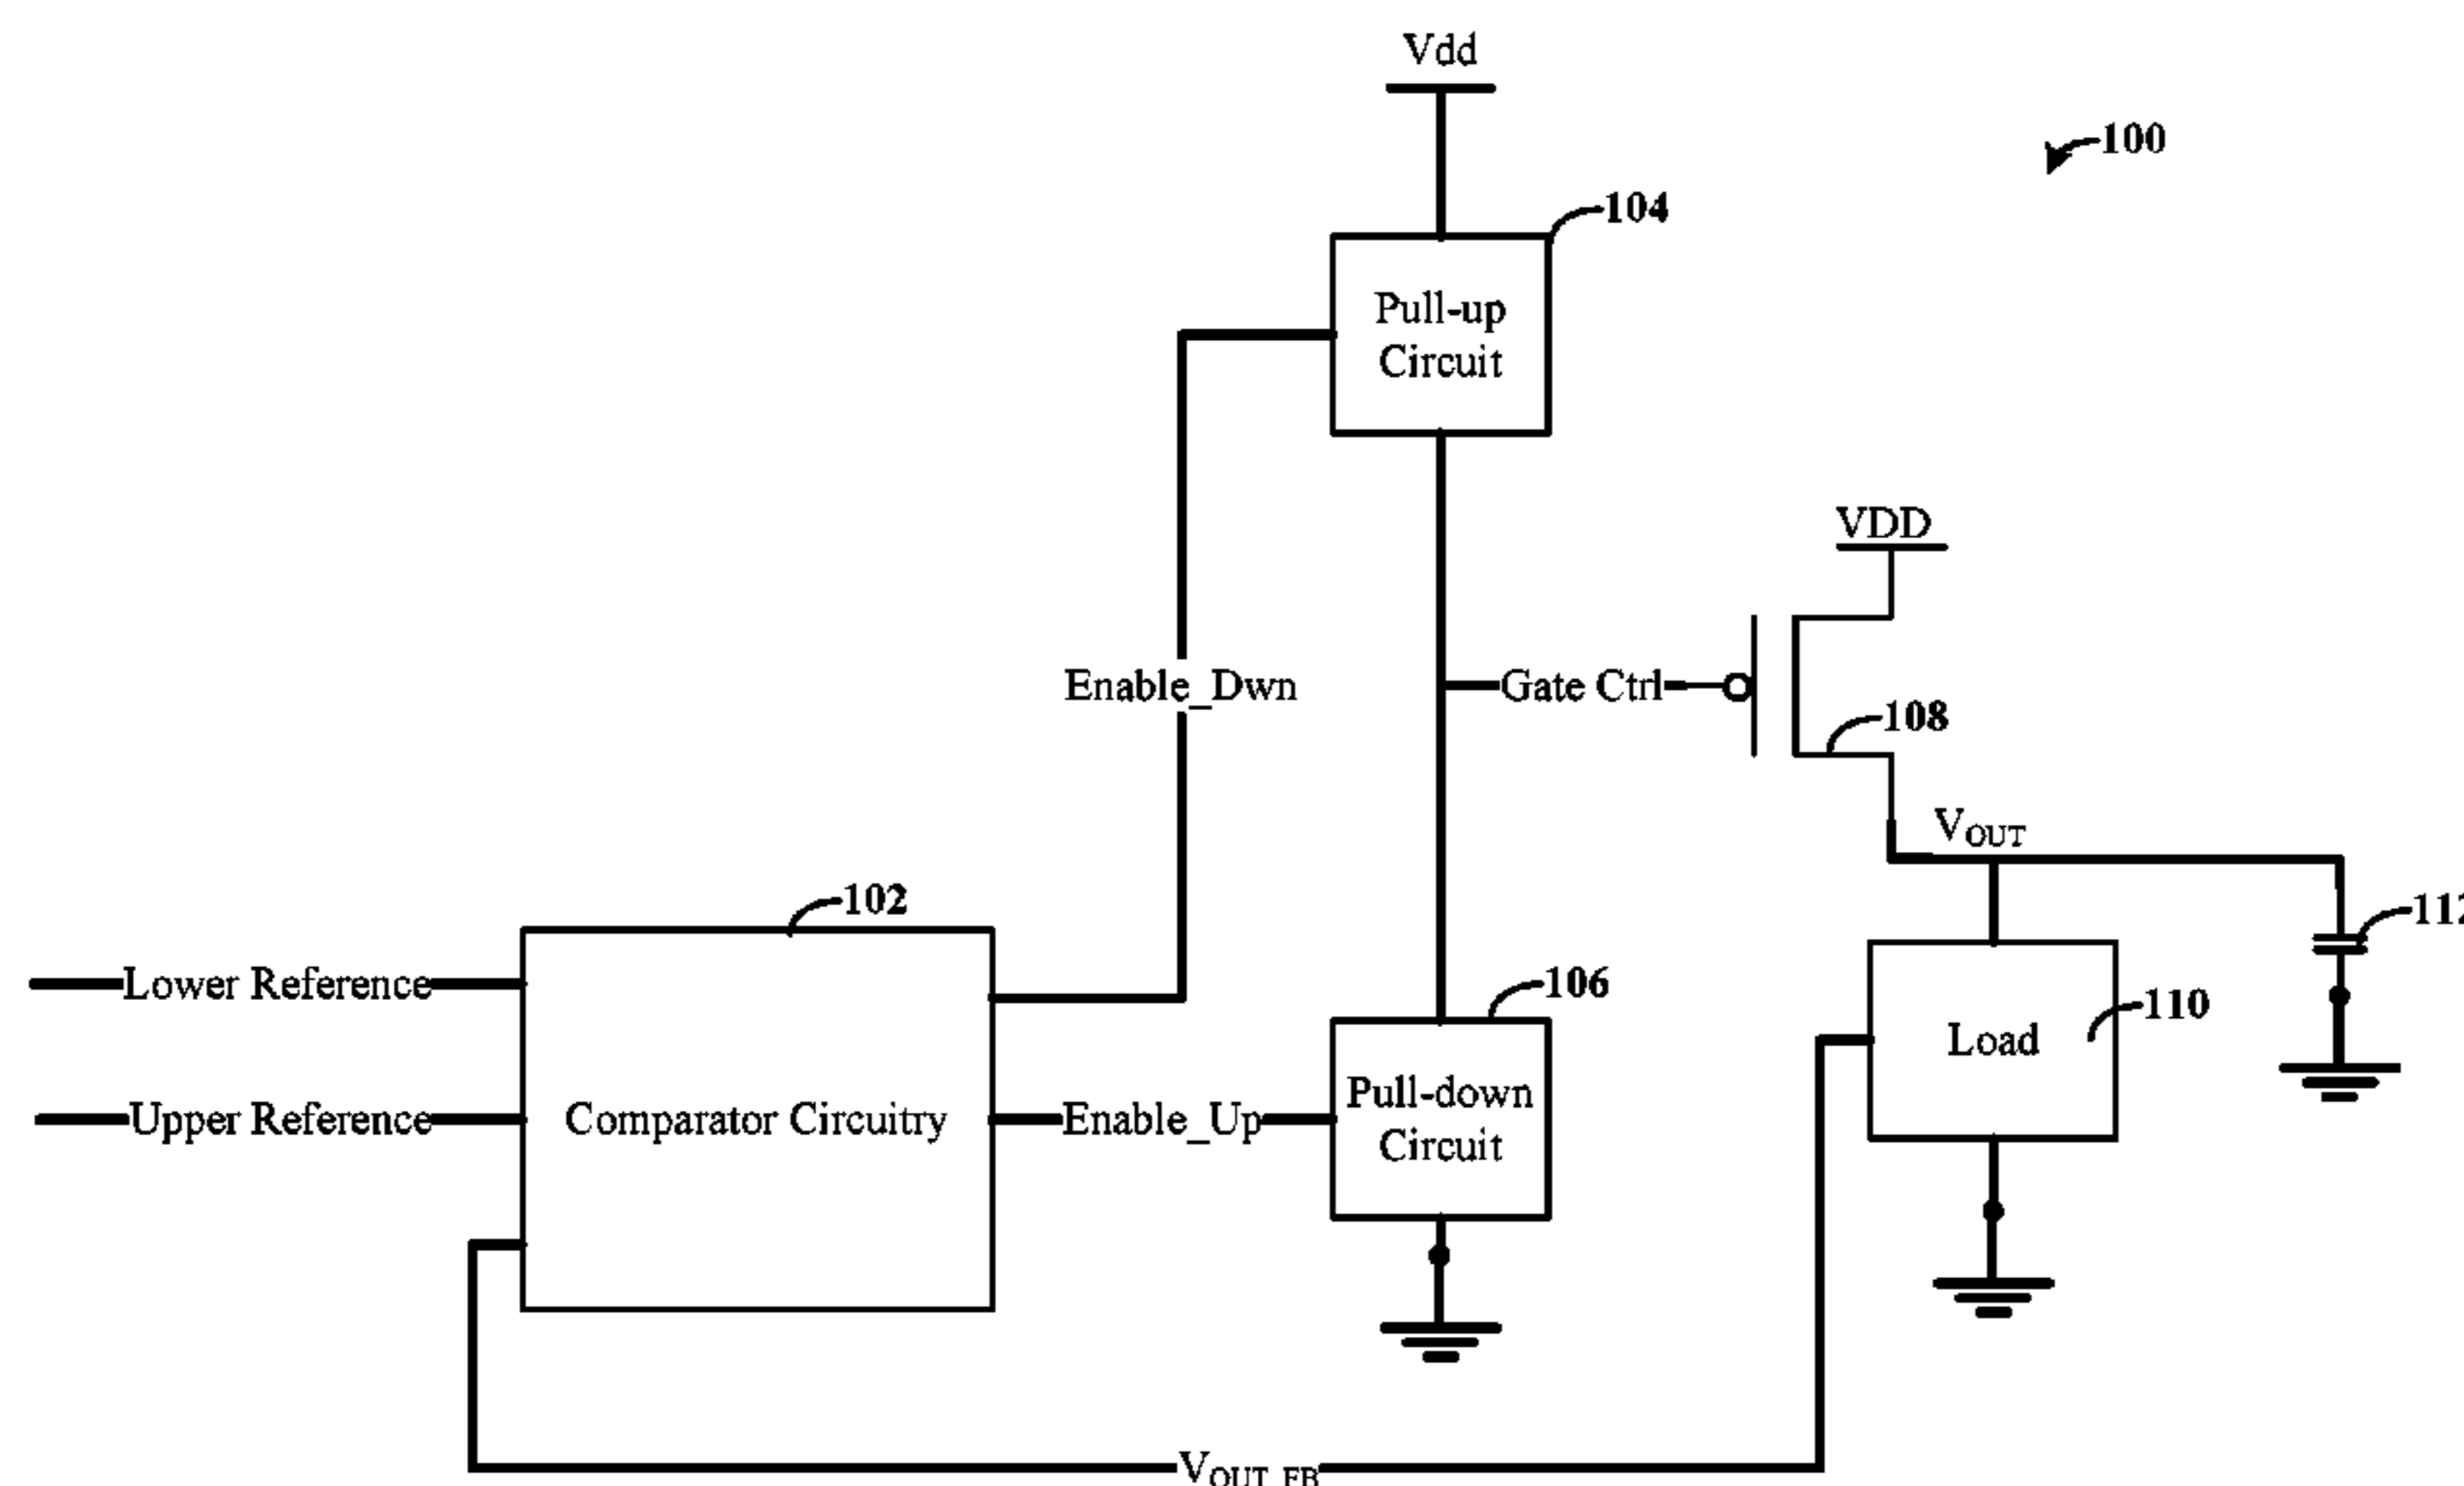 Vdd
100
104
Pull-up
Circuit
VDD
Enable_Dwn
Gate Ctrl
108
VOUT
102
112
Lower Reference
106
110
Load
Upper Reference
Comparator Circuitry
Enable_Up
Pull-down
Circuit
VOUT_FB